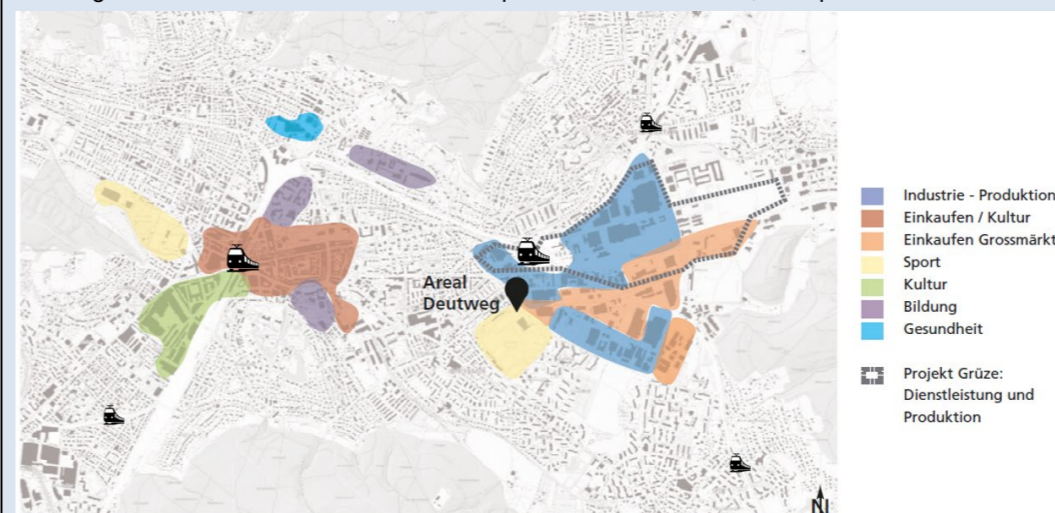 Areal
Deutweg
Industrie - Produktion
Einkaufen / Kultur
Einkaufen Grossmärkt
Sport
Kultur
Bildung
Gesundheit
Projekt Grüze:
Dienstleistung und
Produktion
N